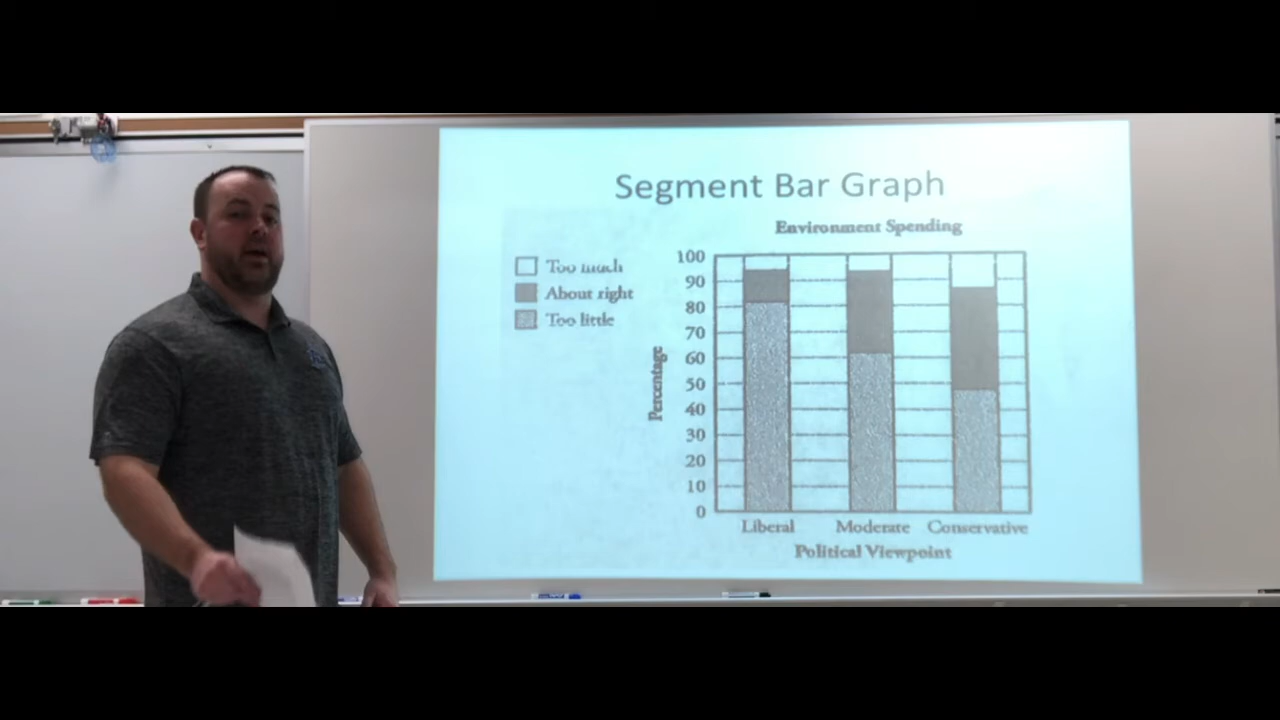 Segment Bar Graph
Environment Spending
Too much
About right
Too little
Percentage
100
90
80
70
60
50
40
30
20
10
0
Liberal Moderate Conservative
Political Viewpoint